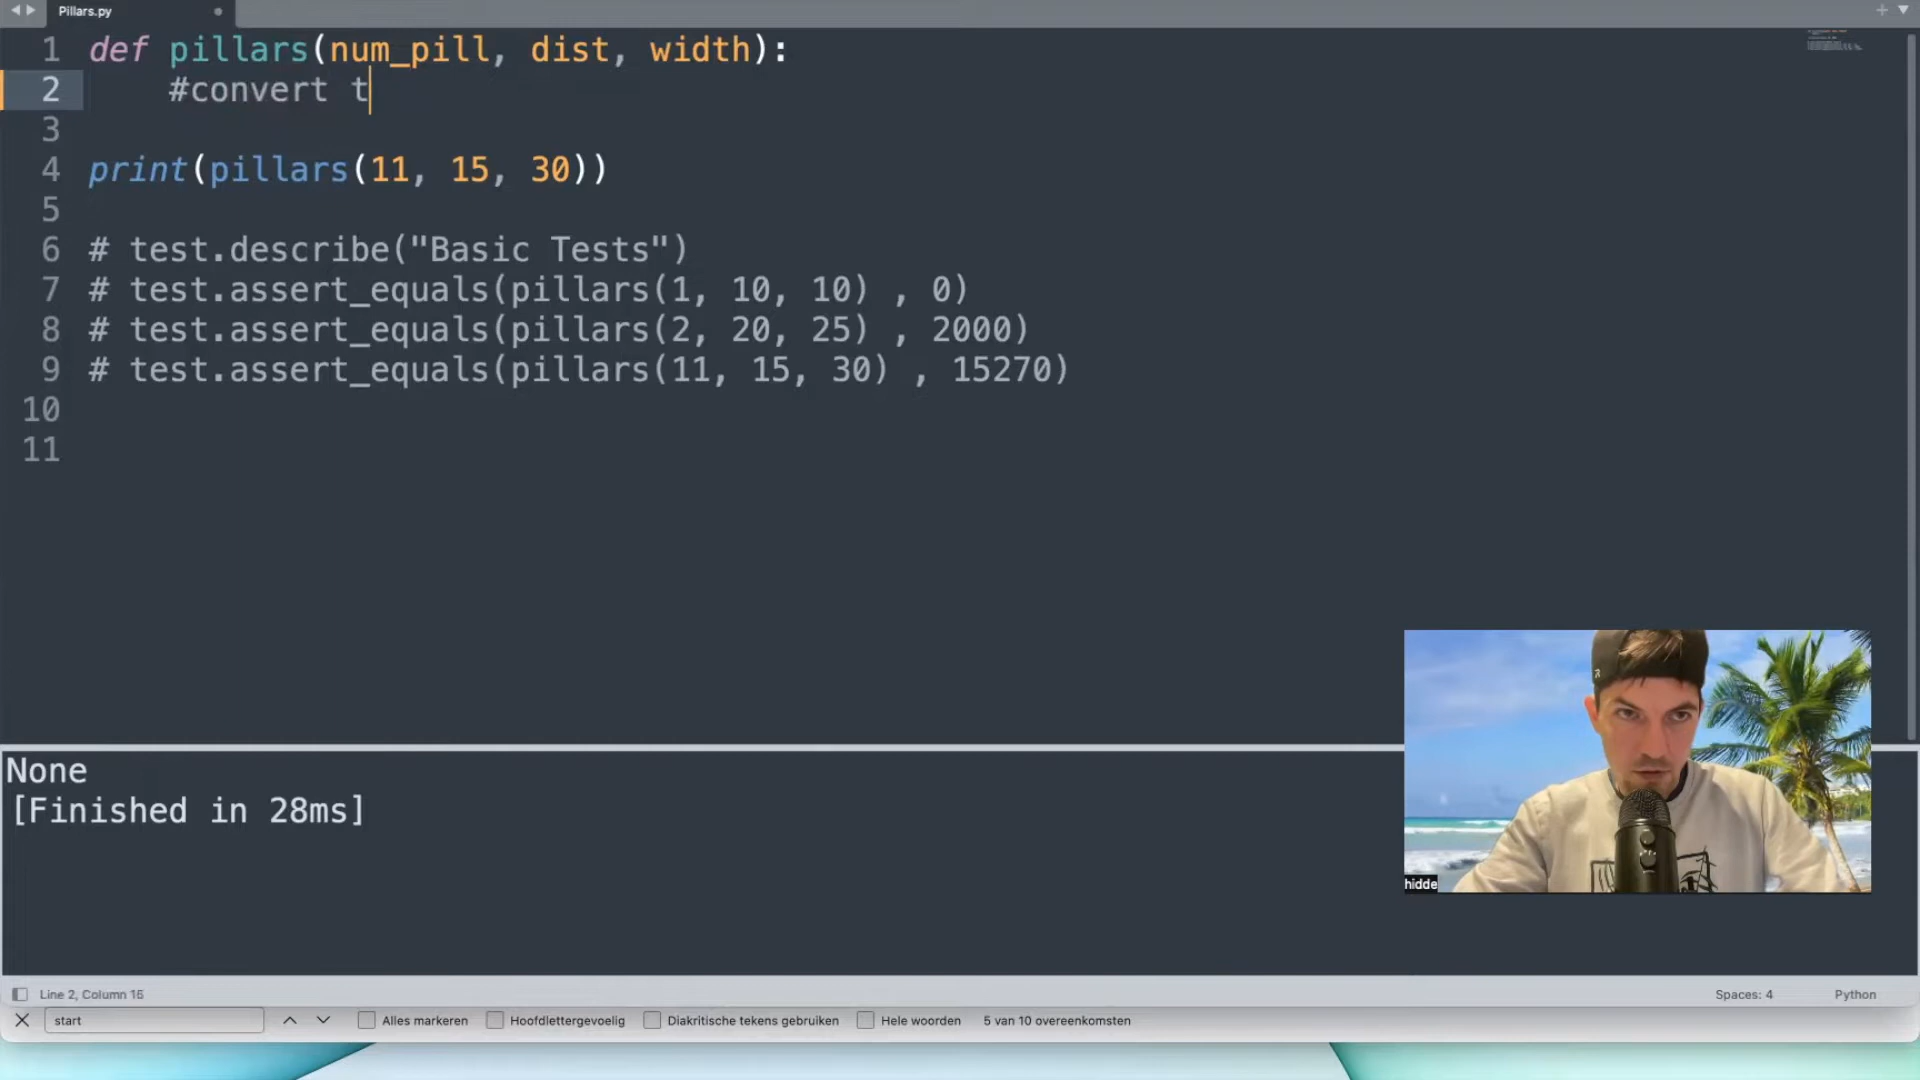 Pillars.py
1 def pillars(num_pill, dist, width):
2 #convert t
3
4 print(pillars(11, 15, 30))
5
6 # test.describe("Basic Tests")
7 # test.assert_equals(pillars(1, 10, 10) , 0)
8 # test.assert_equals(pillars(2, 20, 25) , 2000)
9 # test.assert_equals(pillars(11, 15, 30) , 15270)
10
11
None
[Finished in 28ms]
hidde
Line 2, Column 15 Spaces: 4 Python
start Alles markeren Hoofdlettergevoelig Diakritische tekens gebruiken Hele woorden 5 van 10 overeenkomsten